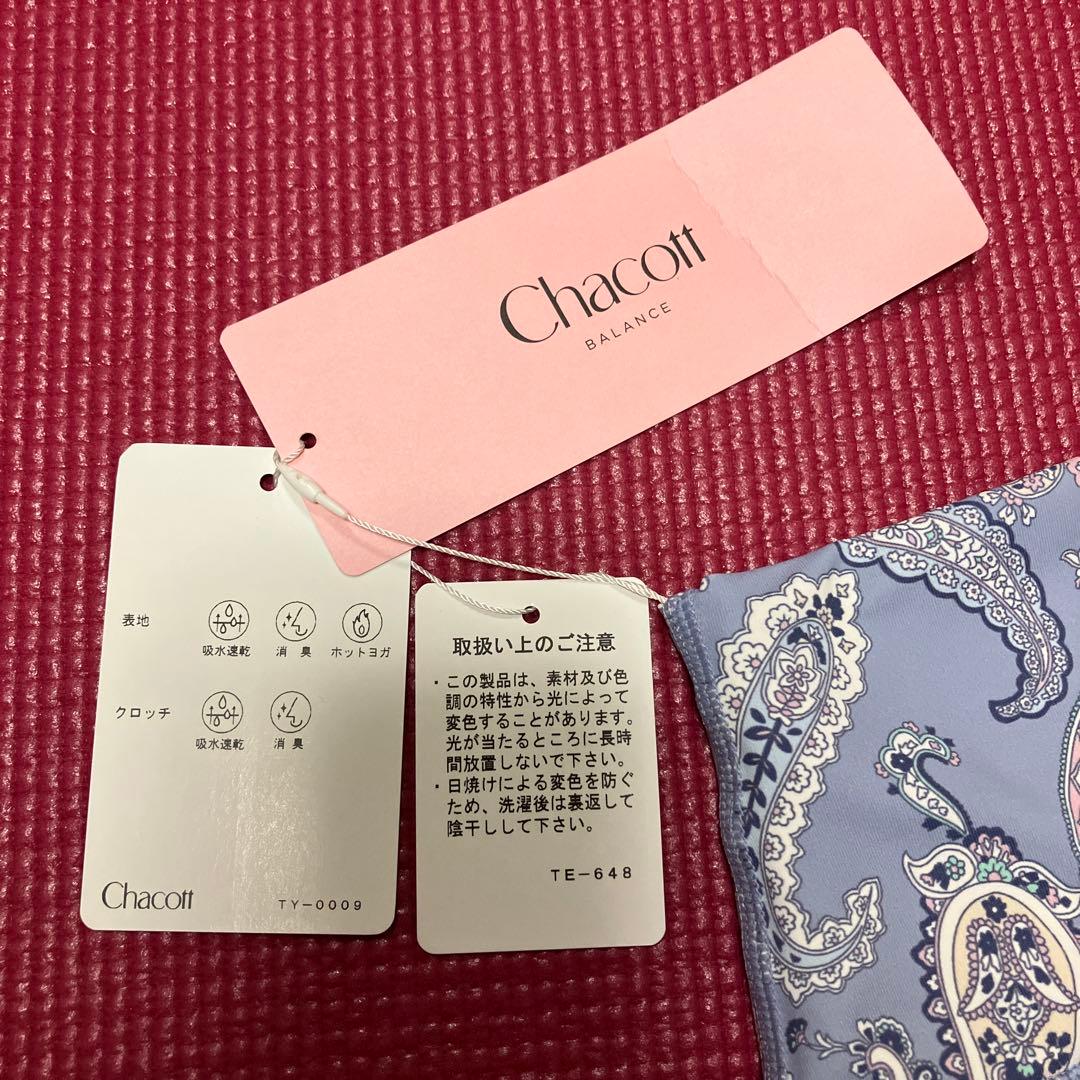 Chacott
BALANCE
表地
吸水速乾 消臭 ホットヨガ
クロッチ
吸水速乾 消臭
Chacott TY-0009
取扱い上のご注意
・この製品は、素材及び色
調の特性から光によって
変色することがあります。
光が当たるところに長時
間放置しないで下さい。
・日焼けによる変色を防ぐ
ため、洗濯後は裏返して
陰干しして下さい。
TE-648